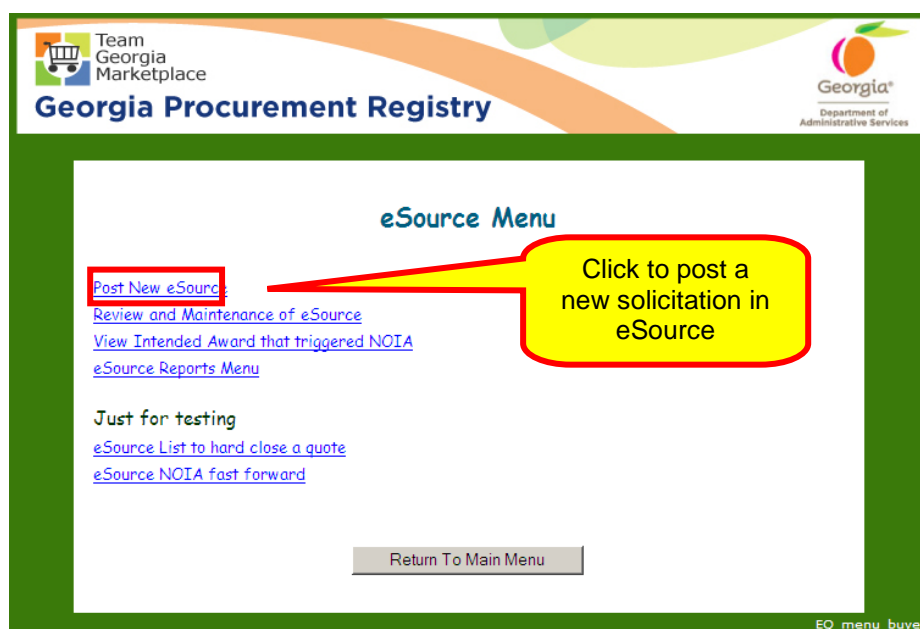 Team
Georgia
Marketplace
Georgia Procurement Registry
Georgia®
Department of
Administrative Services
eSource Menu
Click to post a
new solicitation in
eSource
Post New eSource
Review and Maintenance of eSource
View Intended Award that triggered NOIA
eSource Reports Menu
Just for testing
eSource List to hard close a quote
eSource NOIA fast forward
Return To Main Menu
EQ menu buye